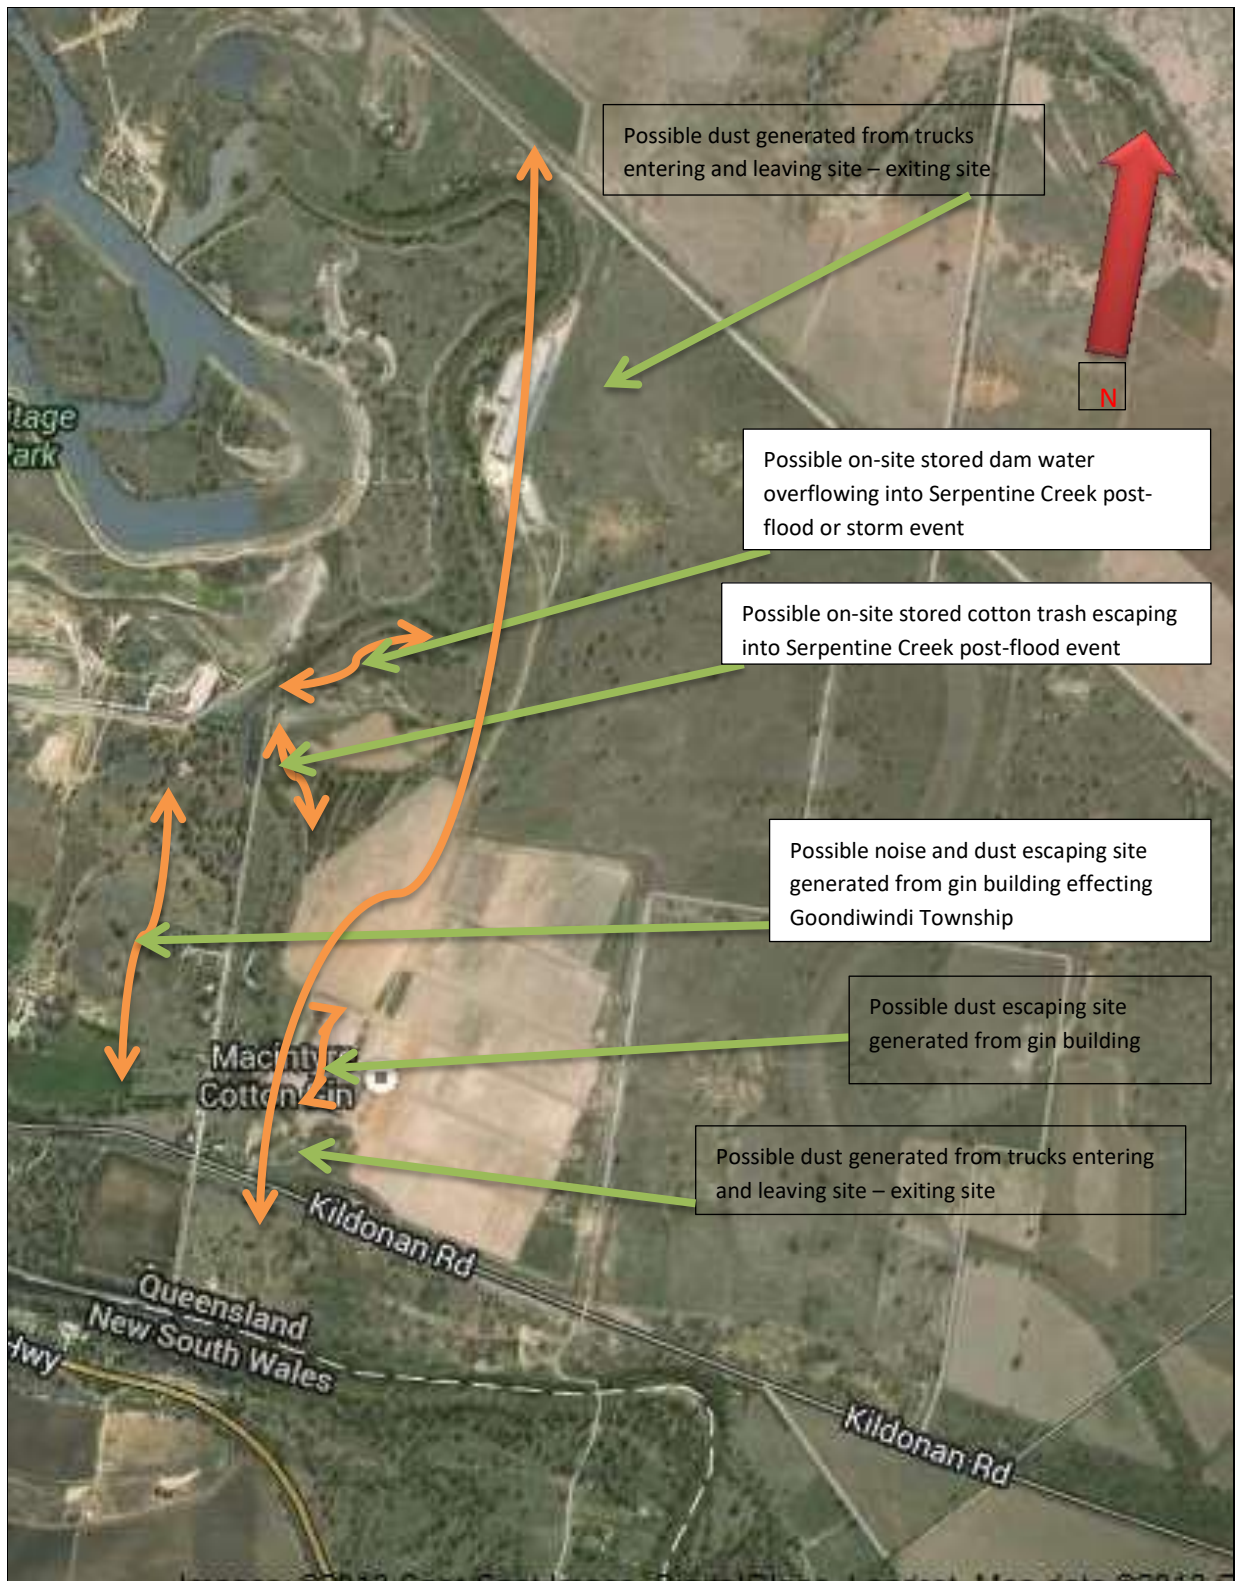 Possible dust generated from trucks
entering and leaving site – exiting site
N
tage
Park
Possible on-site stored dam water
overflowing into Serpentine Creek post-
flood or storm event
Possible on-site stored cotton trash escaping
into Serpentine Creek post-flood event
Possible noise and dust escaping site
generated from gin building effecting
Goondiwindi Township
Possible dust escaping site
generated from gin building
Macintyre
Cotton Gin
Possible dust generated from trucks entering
and leaving site – exiting site
Kildonan Rd
Queensland
New South Wales
Hwy
Kildonan Rd